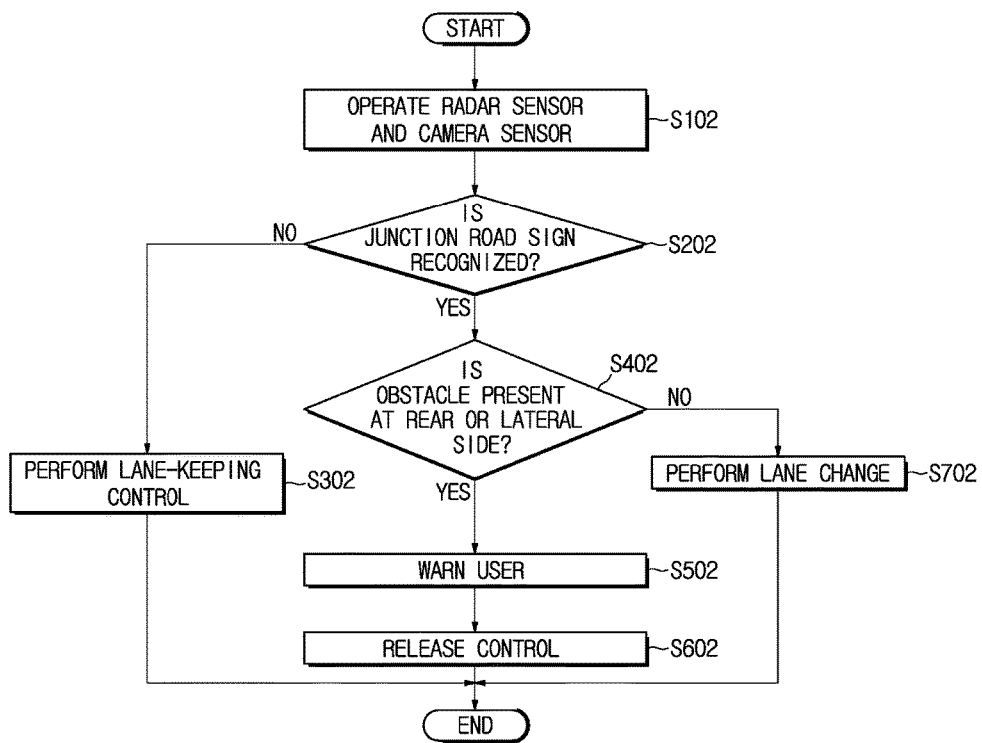 START
OPERATE RADAR SENSOR
AND CAMERA SENSOR
S102
IS
JUNCTION ROAD SIGN
RECOGNIZED?
S202
NO
YES
IS
OBSTACLE PRESENT
AT REAR OR LATERAL
SIDE?
S402
NO
YES
PERFORM LANE-KEEPING
CONTROL
S302
PERFORM LANE CHANGE
S702
WARN USER
S502
RELEASE CONTROL
S602
END